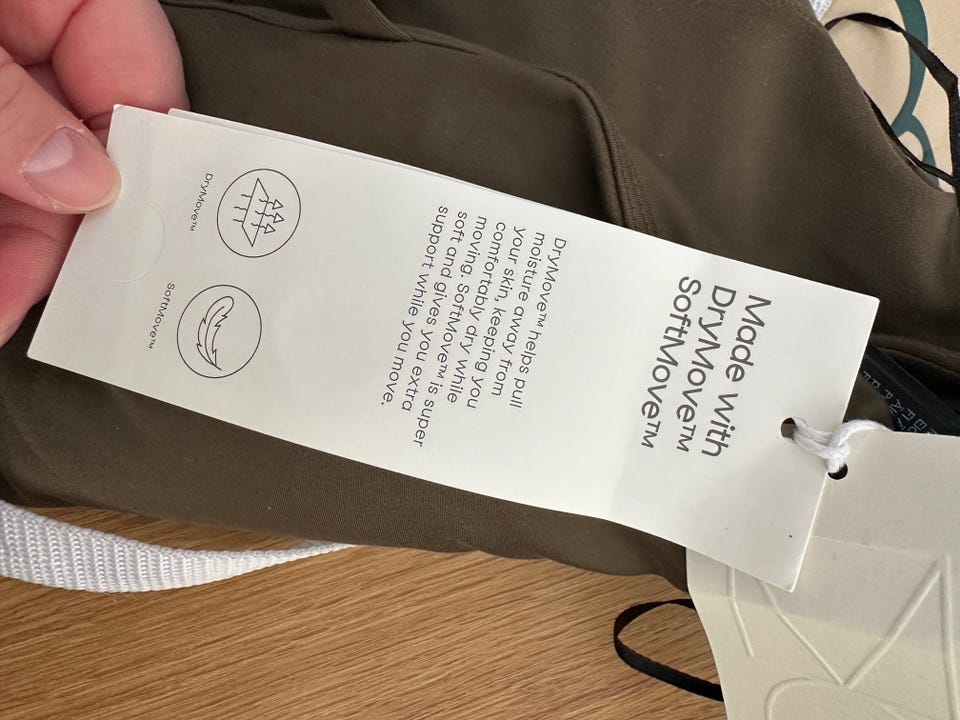 Made with
DryMove™
SoftMove™
DryMove™ helps pull
moisture away from
your skin, keeping you
comfortably dry while
moving. SoftMove™ is super
soft and gives you extra
support while you move.
DryMove™
SoftMove™